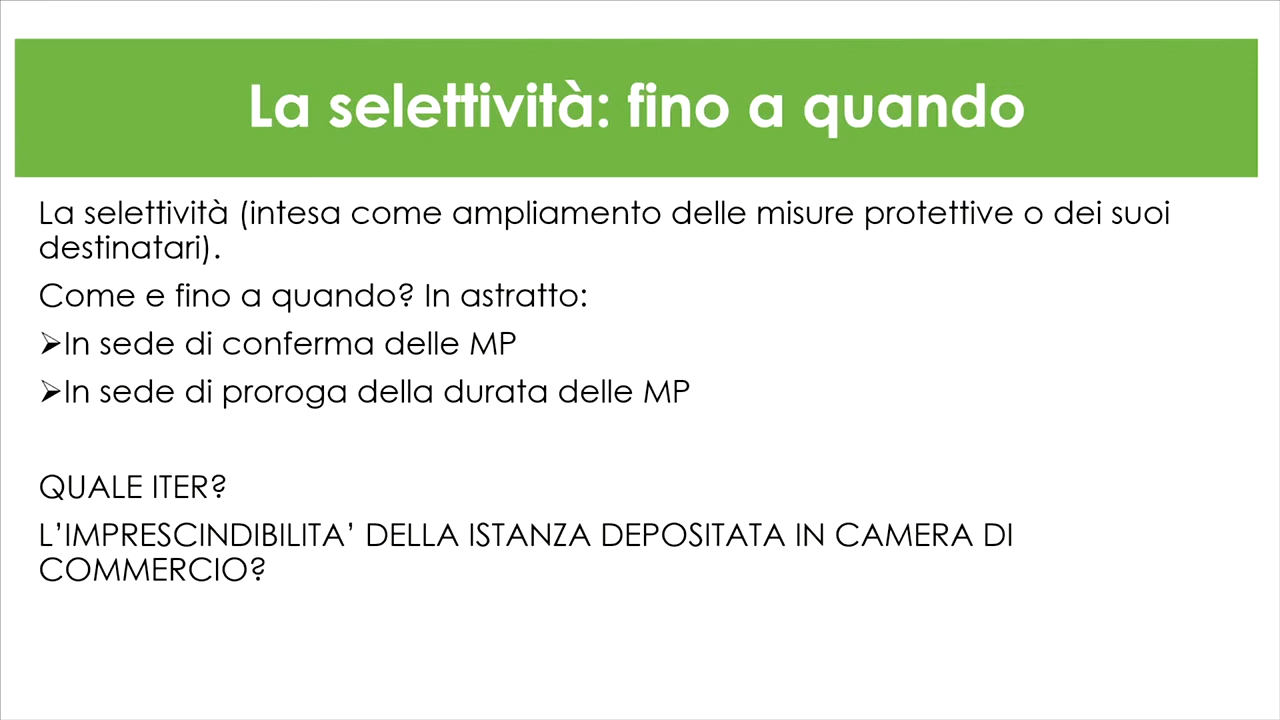 La selettività: fino a quando
La selettività (intesa come ampliamento delle misure protettive o dei suoi
destinatari).
Come e fino a quando? In astratto:
➢In sede di conferma delle MP
➢In sede di proroga della durata delle MP
QUALE ITER?
L’IMPRESCINDIBILITA’ DELLA ISTANZA DEPOSITATA IN CAMERA DI
COMMERCIO?